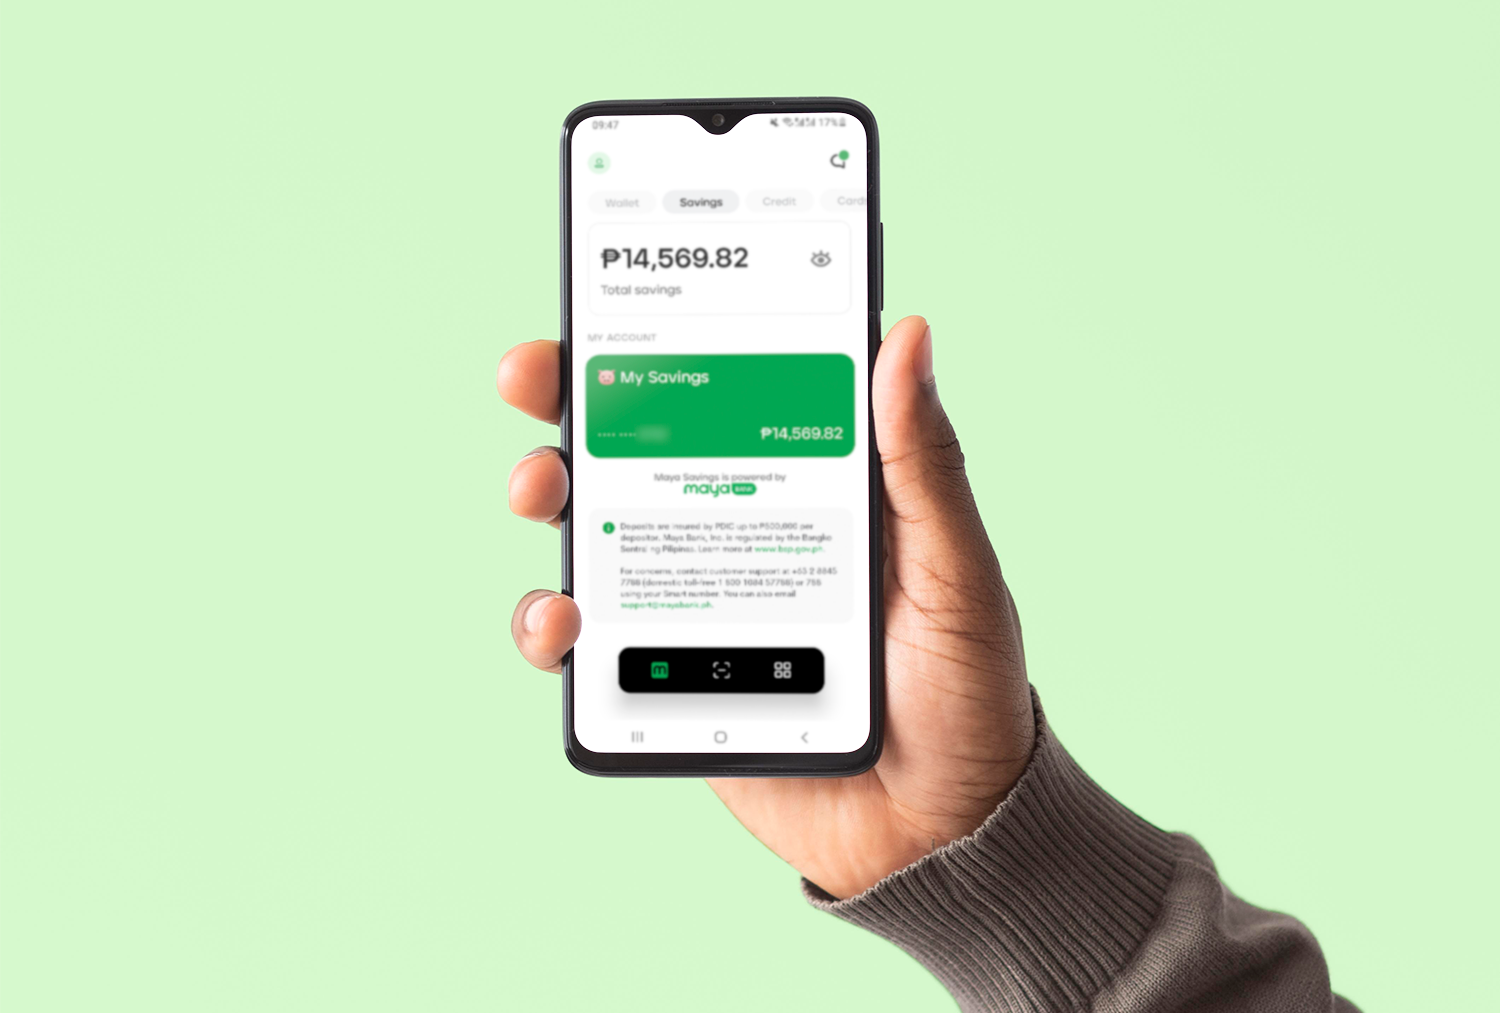 09:47
17%
Wallet
Savings
Credit
Cards
₱14,569.82
Total savings
MY ACCOUNT
My Savings
₱14,569.82
Maya Savings is powered by
maya BANK
Deposits are insured by PDIC up to ₱500,000 per
depositor. Maya Bank, Inc. is regulated by the Bangko
Sentral ng Pilipinas. Learn more at www.bsp.gov.ph.
For concerns, contact customer support at +63 2 8845
7788 (domestic toll-free 1 800 1084 57788) or 788
using your Smart number. You can also email
support@mayabank.ph.